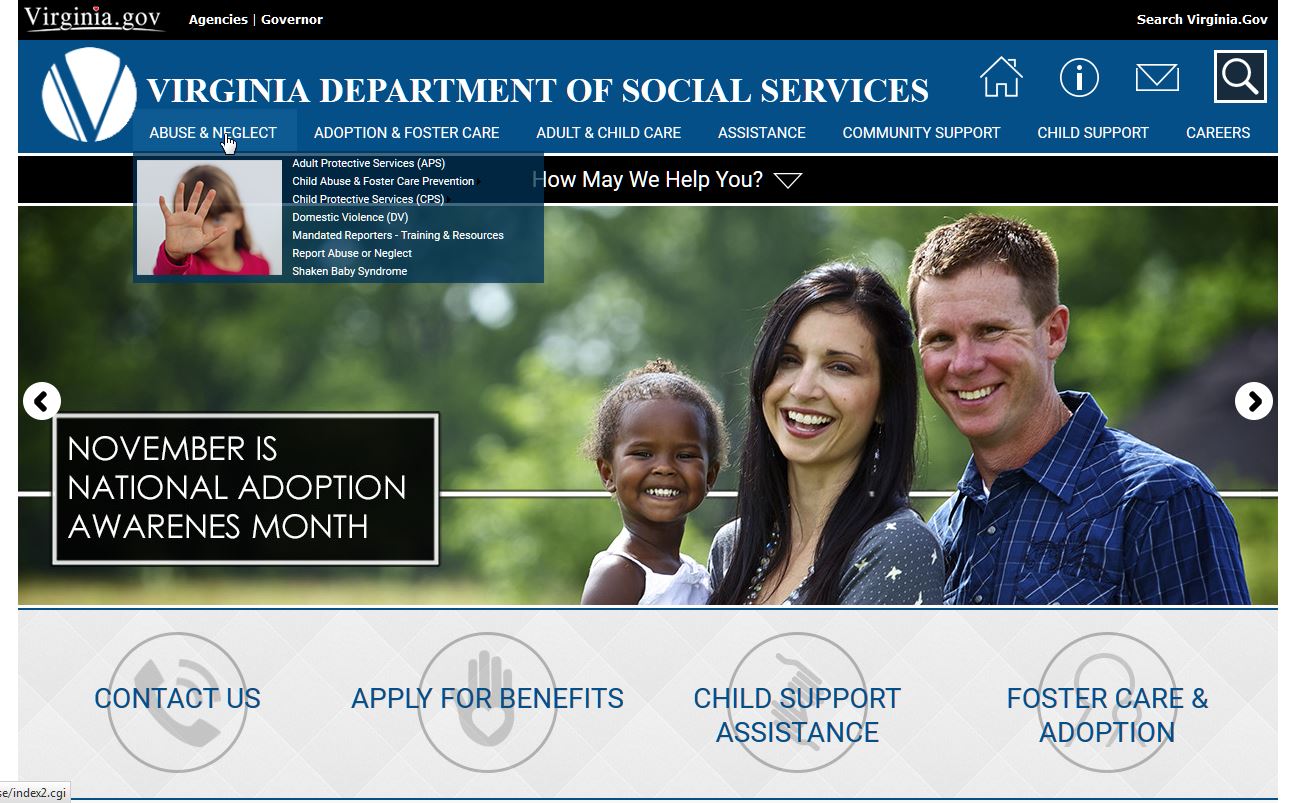 Virginia.gov
Agencies | Governor
Search Virginia.Gov
VIRGINIA DEPARTMENT OF SOCIAL SERVICES
ABUSE & NEGLECT
ADOPTION & FOSTER CARE
ADULT & CHILD CARE
ASSISTANCE
COMMUNITY SUPPORT
CHILD SUPPORT
CAREERS
Adult Protective Services (APS)
Child Abuse & Foster Care Prevention
Child Protective Services (CPS)
Domestic Violence (DV)
Mandated Reporters - Training & Resources
Report Abuse or Neglect
Shaken Baby Syndrome
How May We Help You?
NOVEMBER IS
NATIONAL ADOPTION
AWARENES MONTH
CONTACT US
APPLY FOR BENEFITS
CHILD SUPPORT
ASSISTANCE
FOSTER CARE &
ADOPTION
se/index2.cgi